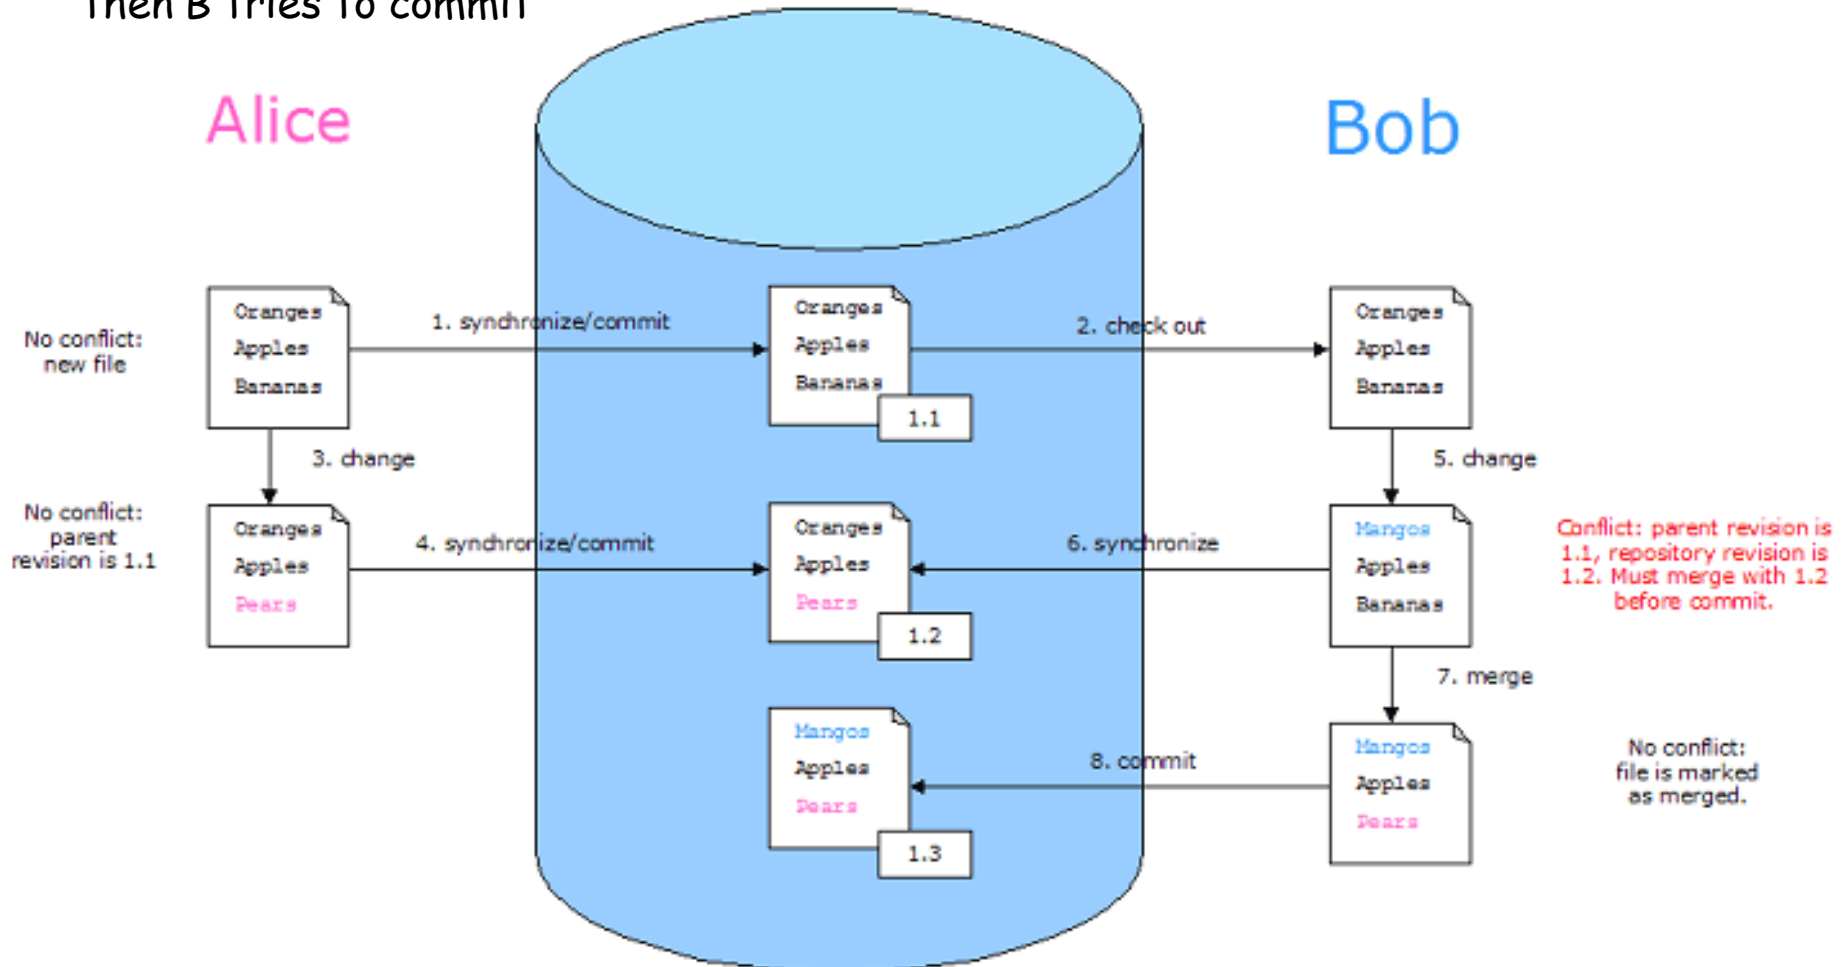 Then B tries to commit
Alice
Bob
No conflict:
new file
Oranges
Apples
Bananas
1. synchronize/commit
Oranges
Apples
Bananas
1.1
2. check out
Oranges
Apples
Bananas
3. change
5. change
No conflict:
parent
revision is 1.1
Oranges
Apples
Pears
4. synchronize/commit
Oranges
Apples
Pears
1.2
6. synchronize
Mangos
Apples
Bananas
Conflict: parent revision is
1.1, repository revision is
1.2. Must merge with 1.2
before commit.
7. merge
Mangos
Apples
Pears
1.3
8. commit
Mangos
Apples
Pears
No conflict:
file is marked
as merged.